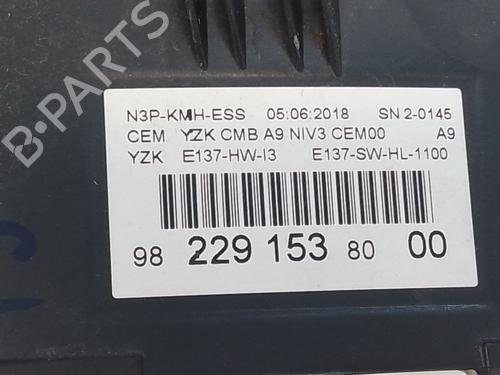 B-PARTS
N3P-KMH-ESS 05:06:2018 SN 2-0145
CEM YZK CMB A9 NIV3 CEM00 A9
YZK E137-HW-I3 E137-SW-HL-1100
98 229 153 80 00